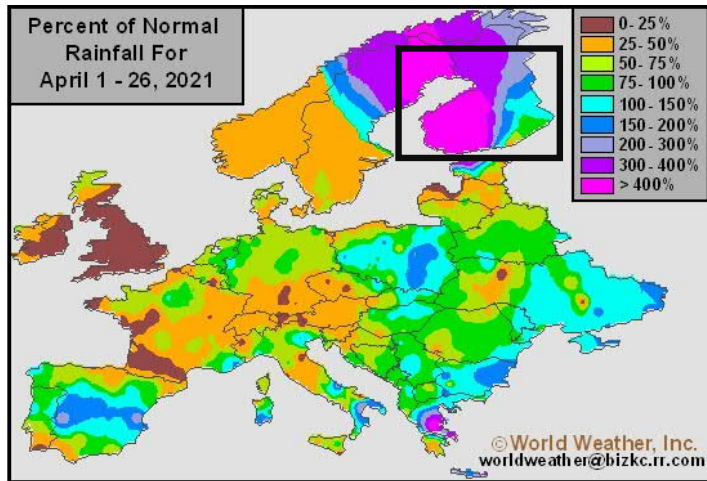 Percent of Normal
Rainfall For
April 1 - 26, 2021
0- 25%
25- 50%
50 - 75%
75- 100%
100 - 150%
150- 200%
200 - 300%
300 - 400%
> 400%
©World Weather, Inc.
worldweather@bizkc.rr.com